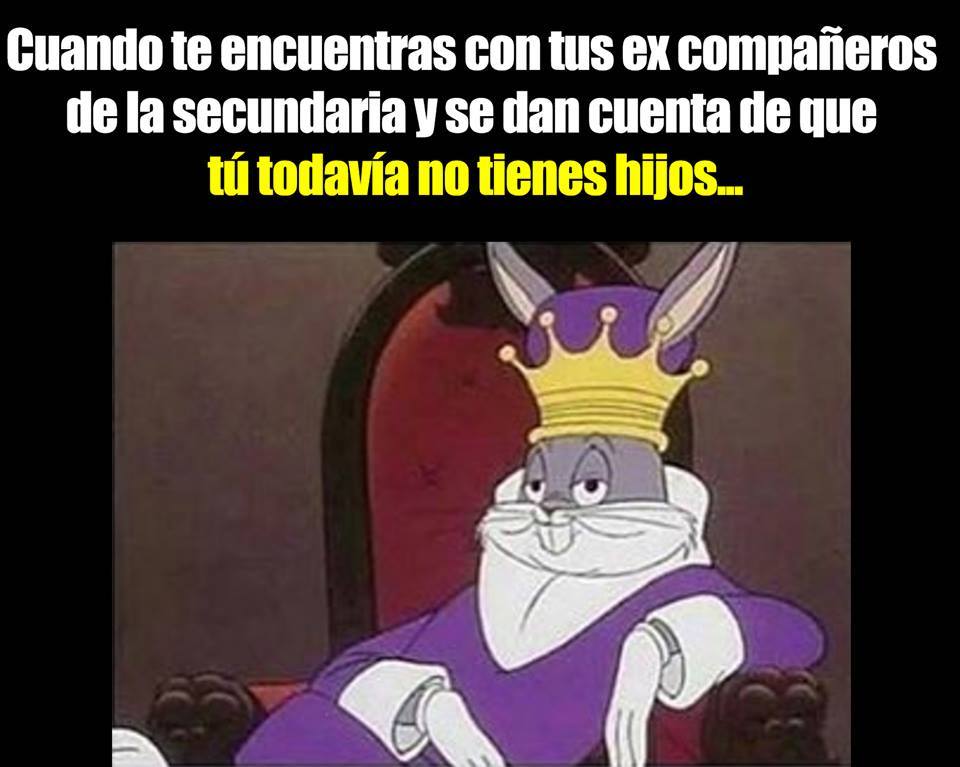 Cuando te encuentras con tus ex compañeros
de la secundaria y se dan cuenta de que
tú todavía no tienes hijos...